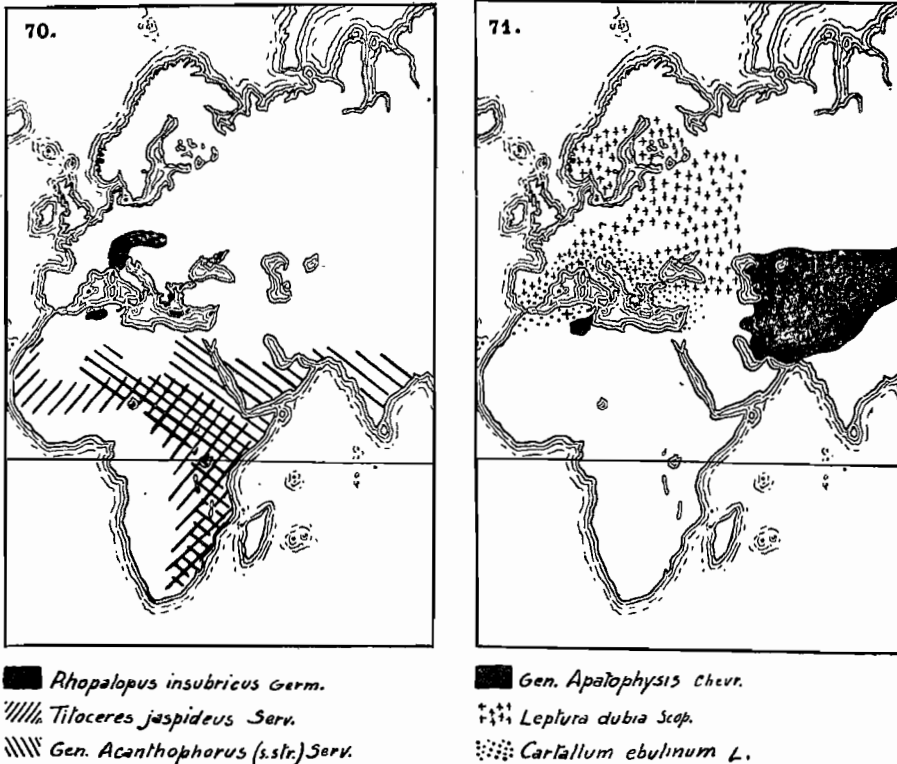 70.
Rhopalopus insubricus Germ.
Titoceres jaspideus Serv.
Gen. Acanthophorus (s.str.) Serv.
71.
Gen. Apatophysis Chevr.
Leptura dubia Scop.
Cartallum ebulinum L.